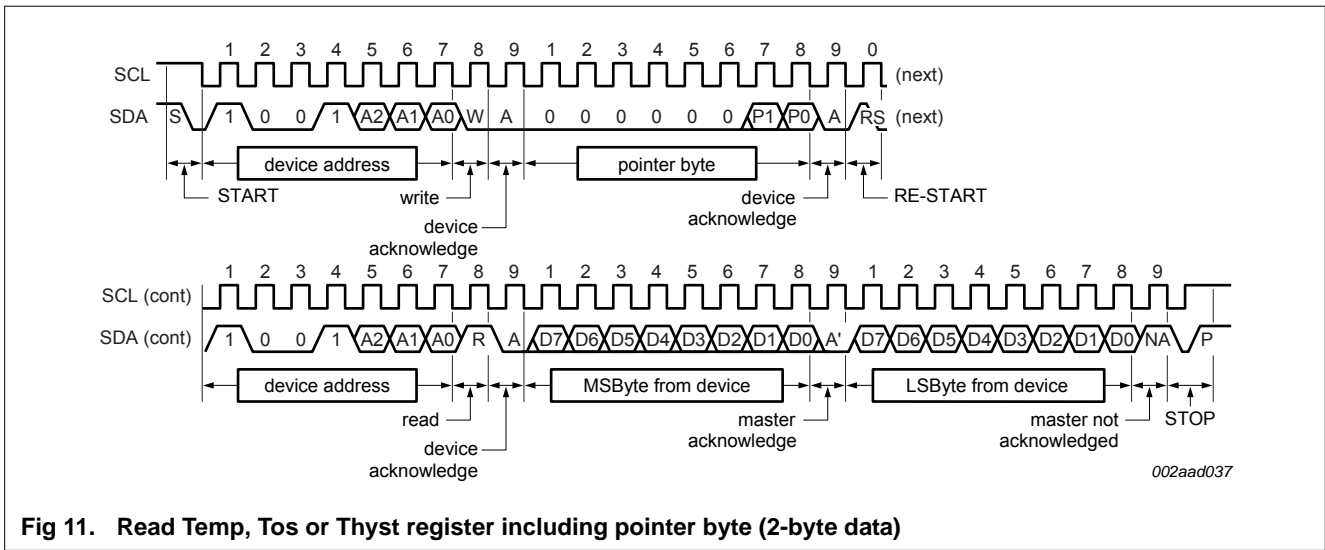 1 2 3 4 5 6 7 8 9 1 2 3 4 5 6 7 8 9 0
SCL (next)
SDA S 1 0 0 1 A2 A1 A0 W A 0 0 0 0 0 0 P1 P0 A RS (next)
device address pointer byte
START write device RE-START
acknowledge
device
acknowledge
1 2 3 4 5 6 7 8 9 1 2 3 4 5 6 7 8 9 1 2 3 4 5 6 7 8 9
SCL (cont)
SDA (cont) 1 0 0 1 A2 A1 A0 R A D7 D6 D5 D4 D3 D2 D1 D0 A' D7 D6 D5 D4 D3 D2 D1 D0 NA P
device address MSByte from device LSByte from device
read master master not STOP
acknowledge acknowledged
device
acknowledge
002aad037
Fig 11. Read Temp, Tos or Thyst register including pointer byte (2-byte data)